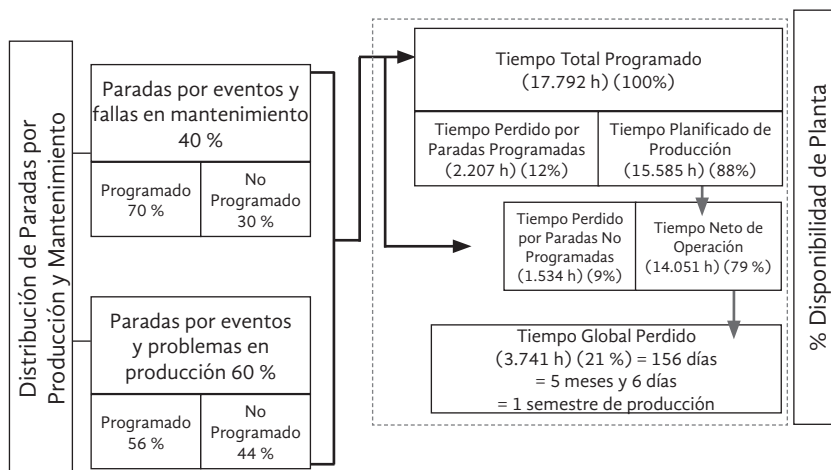 Distribución de Paradas por
Producción y Mantenimiento
Paradas por eventos y
fallas en mantenimiento
40 %
Programado
70 %
No
Programado
30 %
Paradas por eventos
y problemas en
producción 60 %
Programado
56 %
No
Programado
44 %
Tiempo Total Programado
(17.792 h) (100%)
Tiempo Perdido por
Paradas Programadas
(2.207 h) (12%)
Tiempo Planificado de
Producción
(15.585 h) (88%)
Tiempo Perdido
por Paradas No
Programadas
(1.534 h) (9%)
Tiempo Neto de
Operación
(14.051 h) (79 %)
Tiempo Global Perdido
(3.741 h) (21 %) = 156 días
= 5 meses y 6 días
= 1 semestre de producción
% Disponibilidad de Planta